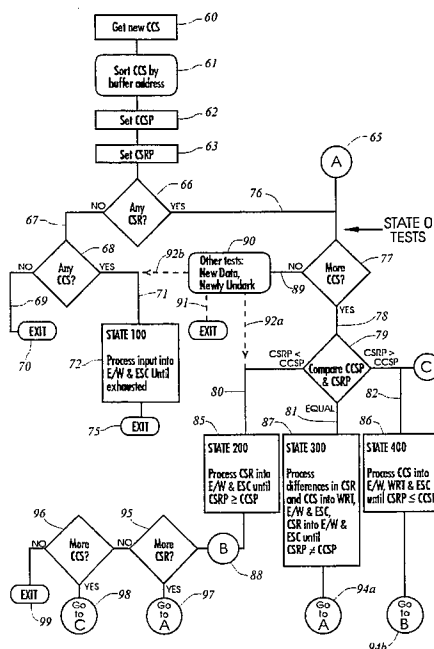 60
Get new CCS
61
Sort CCS by
buffer address
62
Set CCSP
63
Set CSRP
66
65
A
Any
CSR?
NO
YES
76
67
68
STATE 0
TESTS
90
77
Any
CCS?
NO
YES
92b
Other tests:
New Data,
Newly Undark
NO
89
More
CCS?
69
71
91
92a
YES
78
EXIT
70
EXIT
79
STATE 100
Process input into
E/W & ESC Until
exhausted
72
CSRP <
CCSP
Compare CCSP
& CSRP
CSRP >
CCSP
C
80
81
82
EQUAL
75
EXIT
85
87
86
STATE 200
Process CSR into
E/W & ESC until
CSRP ≥ CCSP
STATE 300
Process
differences in CSR
and CCS into WRT,
E/W & ESC,
CSR into E/W &
ESC until
CSRP ≠ CCSP
STATE 400
Process CCS into
E/W, WRT & ESC
until CSRP ≤ CCS
96
95
More
CCS?
NO
More
CSR?
NO
B
88
NO
EXIT
99
YES
YES
98
97
94a
Go
to
C
Go
to
A
Go
to
A
Go
to
B
94b